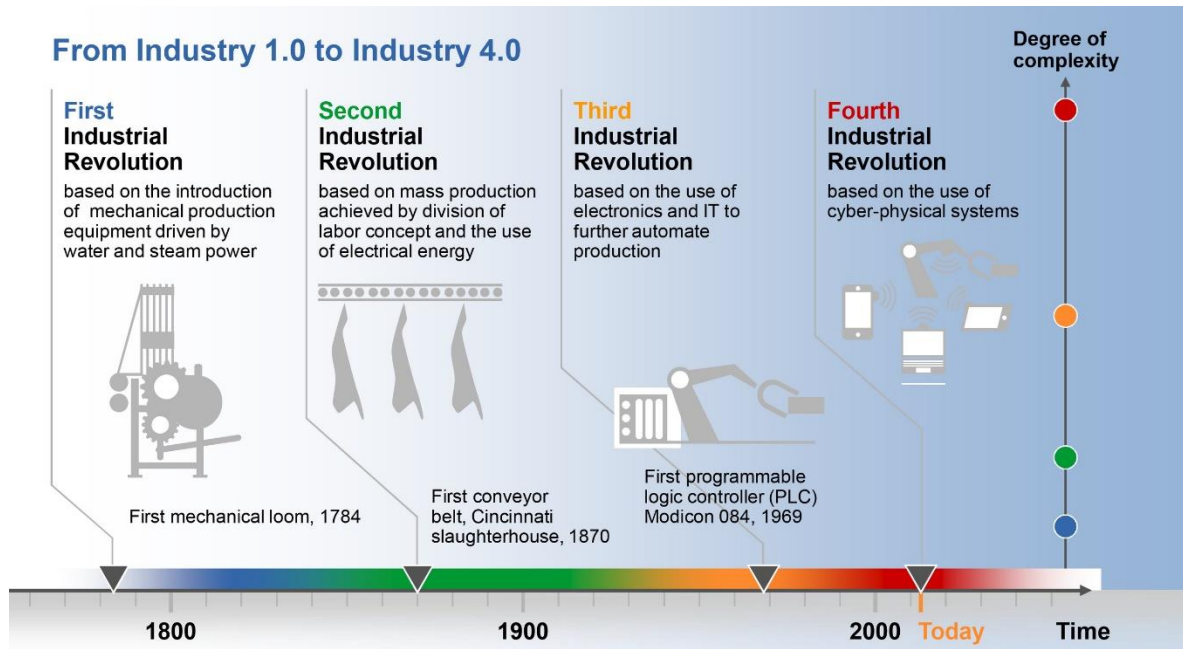 From Industry 1.0 to Industry 4.0
Degree of
complexity
First
Industrial
Revolution
based on the introduction
of mechanical production
equipment driven by
water and steam power
First mechanical loom, 1784
Second
Industrial
Revolution
based on mass production
achieved by division of
labor concept and the use
of electrical energy
First conveyor
belt, Cincinnati
slaughterhouse, 1870
Third
Industrial
Revolution
based on the use of
electronics and IT to
further automate
production
First programmable
logic controller (PLC)
Modicon 084, 1969
Fourth
Industrial
Revolution
based on the use of
cyber-physical systems
1800
1900
2000
Today
Time